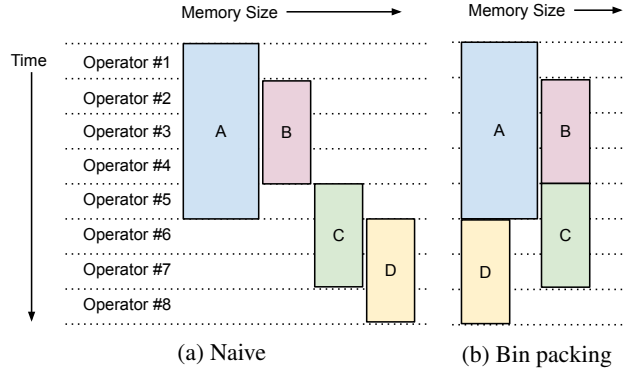 Memory Size
Memory Size
Time
Operator #1
Operator #2
Operator #3
Operator #4
Operator #5
Operator #6
Operator #7
Operator #8
A
B
C
D
A
B
C
D
(a) Naive
(b) Bin packing